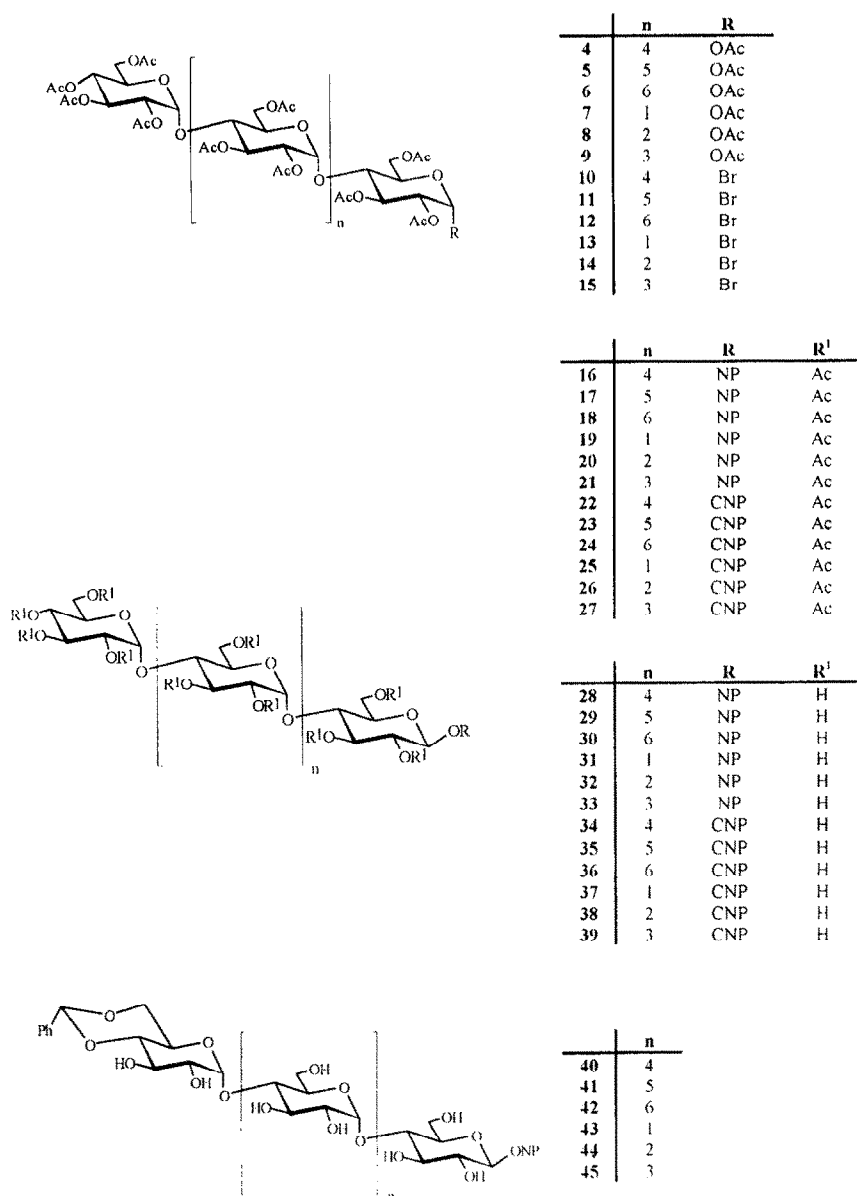 n R
4 4 OAc
5 5 OAc
6 6 OAc
7 1 OAc
8 2 OAc
9 3 OAc
10 4 Br
11 5 Br
12 6 Br
13 1 Br
14 2 Br
15 3 Br
OAc
AcO O
AcO
AcO O
OAc
O
AcO
AcO O
n
OAc
O
AcO
AcO
R
n R R¹
16 4 NP Ac
17 5 NP Ac
18 6 NP Ac
19 1 NP Ac
20 2 NP Ac
21 3 NP Ac
22 4 CNP Ac
23 5 CNP Ac
24 6 CNP Ac
25 1 CNP Ac
26 2 CNP Ac
27 3 CNP Ac
OR¹
R¹O O
R¹O
OR¹ O
OR¹
O
R¹O
OR¹ O
n
OR¹
O
R¹O OR
OR¹
n R R¹
28 4 NP H
29 5 NP H
30 6 NP H
31 1 NP H
32 2 NP H
33 3 NP H
34 4 CNP H
35 5 CNP H
36 6 CNP H
37 1 CNP H
38 2 CNP H
39 3 CNP H
Ph O
O O
HO
OH O
OH
O
HO
OH O
n
OH
O
HO ONP
OH
n
40 4
41 5
42 6
43 1
44 2
45 3